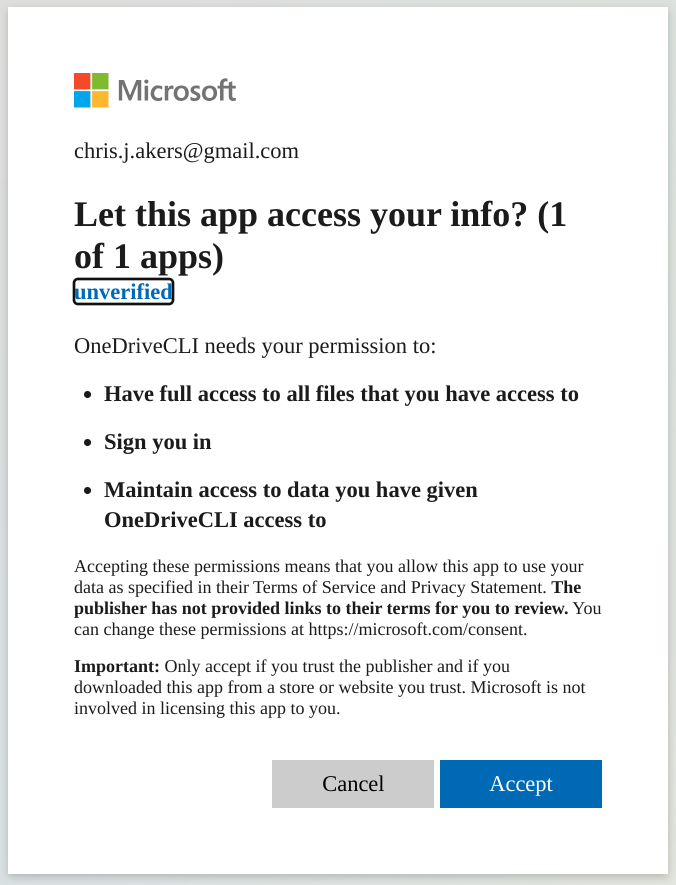 Microsoft
chris.j.akers@gmail.com
Let this app access your info? (1
of 1 apps)
unverified
OneDriveCLI needs your permission to:
• Have full access to all files that you have access to
• Sign you in
• Maintain access to data you have given
OneDriveCLI access to
Accepting these permissions means that you allow this app to use your
data as specified in their Terms of Service and Privacy Statement. The
publisher has not provided links to their terms for you to review. You
can change these permissions at https://microsoft.com/consent.
Important: Only accept if you trust the publisher and if you
downloaded this app from a store or website you trust. Microsoft is not
involved in licensing this app to you.
Cancel Accept